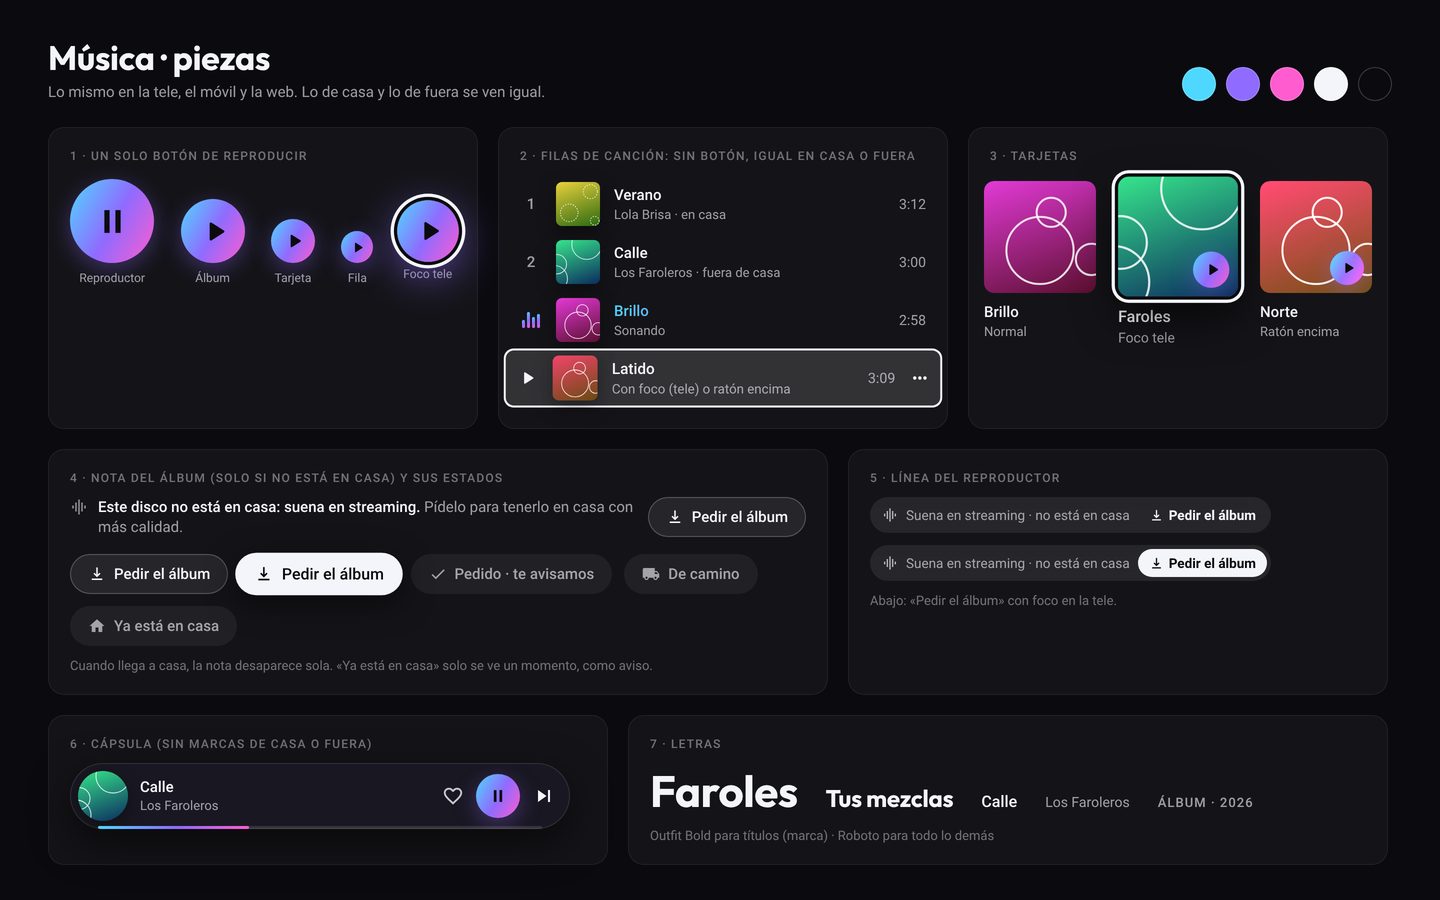 Música · piezas
Lo mismo en la tele, el móvil y la web. Lo de casa y lo de fuera se ven igual.
1 · UN SOLO BOTÓN DE REPRODUCIR
Reproductor
Álbum
Tarjeta
Fila
Foco tele
2 · FILAS DE CANCIÓN: SIN BOTÓN, IGUAL EN CASA O FUERA
1
Verano
Lola Brisa · en casa
3:12
2
Calle
Los Faroleros · fuera de casa
3:00
Brillo
Sonando
2:58
Latido
Con foco (tele) o ratón encima
3:09
3 · TARJETAS
Brillo
Normal
Faroles
Foco tele
Norte
Ratón encima
4 · NOTA DEL ÁLBUM (SOLO SI NO ESTÁ EN CASA) Y SUS ESTADOS
Este disco no está en casa: suena en streaming. Pídelo para tenerlo en casa con
más calidad.
Pedir el álbum
Pedir el álbum
Pedir el álbum
Pedido · te avisamos
De camino
Ya está en casa
Cuando llega a casa, la nota desaparece sola. «Ya está en casa» solo se ve un momento, como aviso.
5 · LÍNEA DEL REPRODUCTOR
Suena en streaming · no está en casa
Pedir el álbum
Suena en streaming · no está en casa
Pedir el álbum
Abajo: «Pedir el álbum» con foco en la tele.
6 · CÁPSULA (SIN MARCAS DE CASA O FUERA)
Calle
Los Faroleros
7 · LETRAS
Faroles
Tus mezclas
Calle
Los Faroleros
ÁLBUM · 2026
Outfit Bold para títulos (marca) · Roboto para todo lo demás